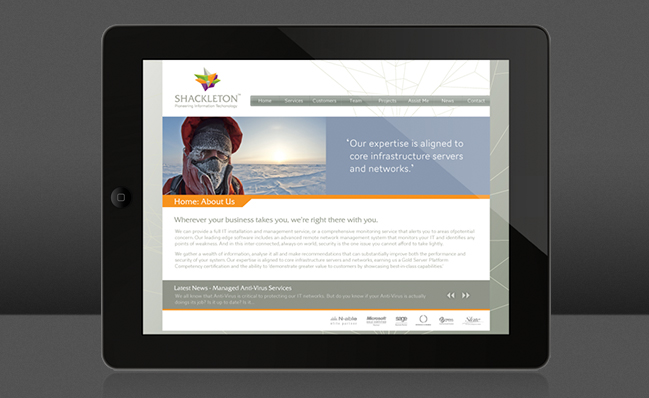 SHACKLETON™
Pioneering Information Technology
Home Services Customers Team Projects About Me News Contact
'Our expertise is aligned to
core infrastructure servers
and networks.'
Home: About Us
Wherever your business takes you, we're right there with you.
We can provide a full IT installation and management service, or a comprehensive monitoring service that alerts you to areas of potential
concern. Our leading edge software includes an advanced remote network management system that monitors your IT and identifies any
points of weakness. And in this inter-connected, always on world, security is the one issue you cannot afford to take lightly.
We gather a wealth of information, analyse it all and make recommendations that can substantially improve both the performance and
security of your system. Our expertise is aligned to core infrastructure servers and networks, earning us a Gold Server Platform
Competency certification and the ability to demonstrate greater value to customers by showcasing best-in-class capabilities'
Latest News - Managed Anti-Virus Services
We all know that Anti-Virus is critical to protecting our IT networks. But do you know if your Anti-Virus is actually
doing its job? Is it up to date? Is it...
N-able Microsoft sage